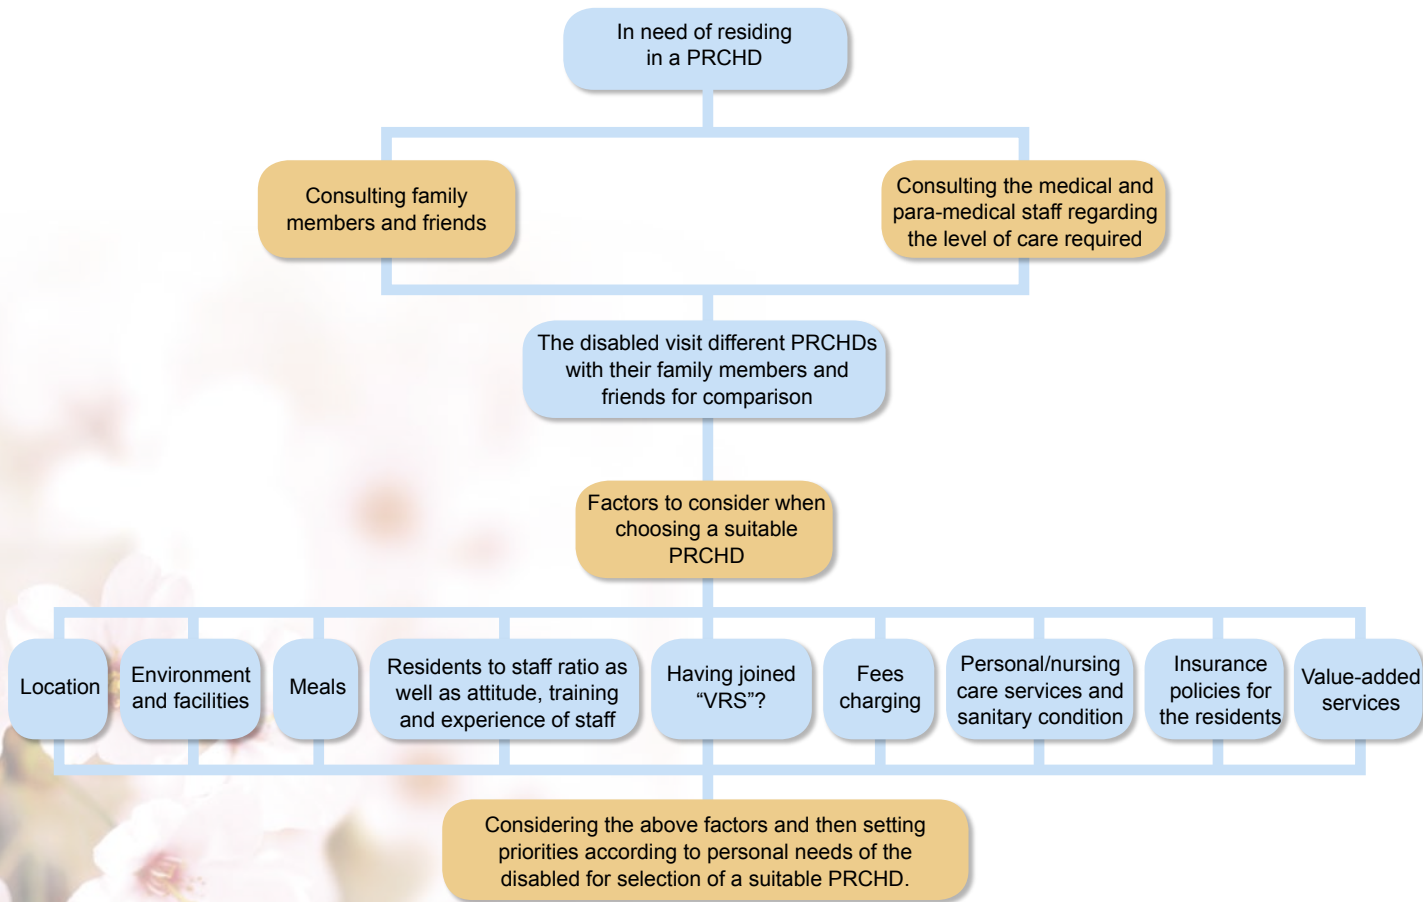 In need of residing
in a PRCHD
Consulting family
members and friends
Consulting the medical and
para-medical staff regarding
the level of care required
The disabled visit different PRCHDs
with their family members and
friends for comparison
Factors to consider when
choosing a suitable
PRCHD
Location
Environment
and facilities
Meals
Residents to staff ratio as
well as attitude, training
and experience of staff
Having joined
“VRS”?
Fees
charging
Personal/nursing
care services and
sanitary condition
Insurance
policies for
the residents
Value-added
services
Considering the above factors and then setting
priorities according to personal needs of the
disabled for selection of a suitable PRCHD.